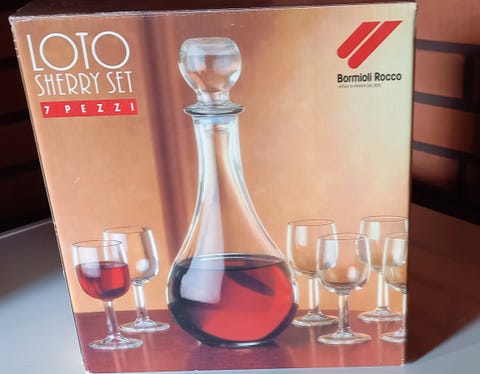 LOTO
SHERRY SET
7 PEZZI
Bormioli Rocco